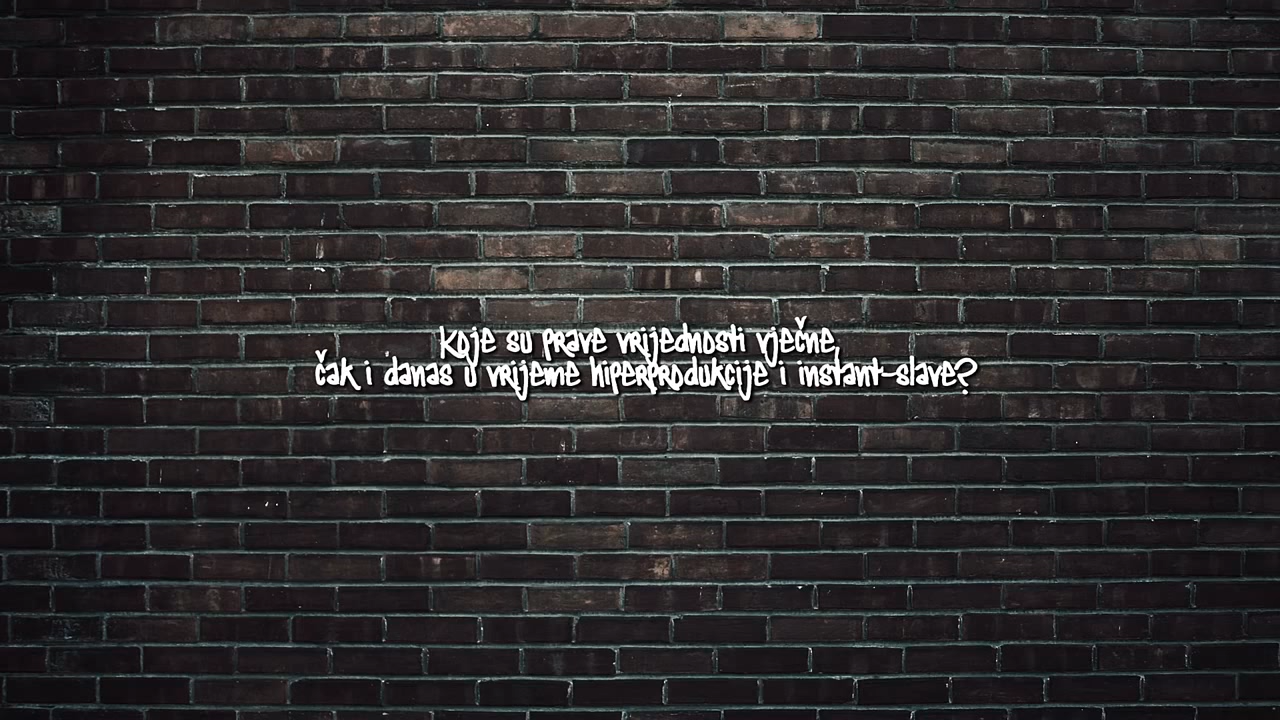 Koje su prave vrijednosti vječne,
čak i danas u vrijeme hiperprodukcije i instant-slave?